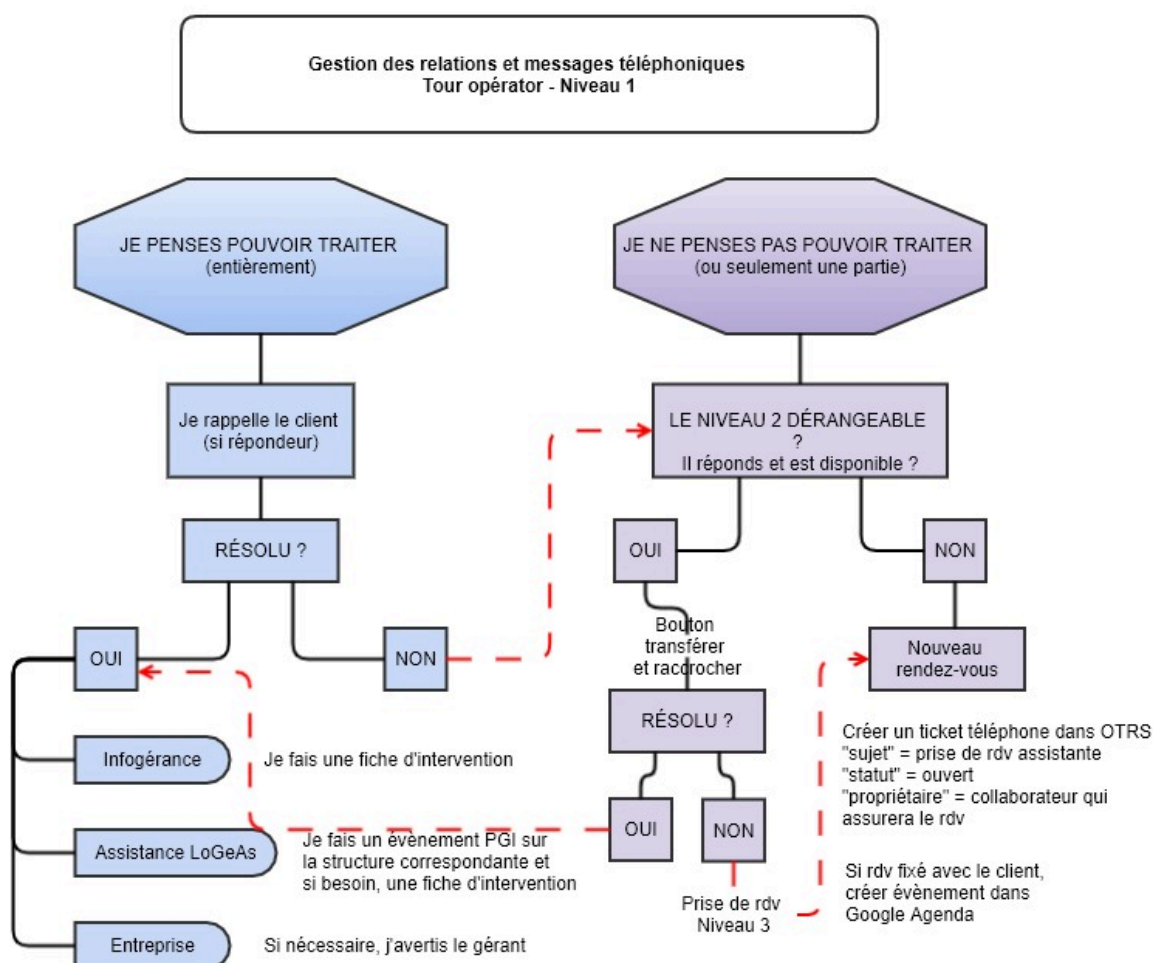 Gestion des relations et messages téléphoniques
Tour opérator - Niveau 1
JE PENSES POUVOIR TRAITER
(entièrement)
JE NE PENSES PAS POUVOIR TRAITER
(ou seulement une partie)
Je rappelle le client
(si répondeur)
LE NIVEAU 2 DÉRANGEABLE
?
Il réponds et est disponible ?
RÉSOLU ?
OUI
NON
OUI
NON
Bouton
transférer
et raccrocher
Nouveau
rendez-vous
RÉSOLU ?
Infogérance
Je fais une fiche d'intervention
Créer un ticket téléphone dans OTRS
"sujet" = prise de rdv assistante
"statut" = ouvert
"propriétaire" = collaborateur qui
assurera le rdv
OUI
NON
Assistance LoGeAs
Je fais un évènement PGI sur
la structure correspondante et
si besoin, une fiche d'intervention
Si rdv fixé avec le client,
créer évènement dans
Google Agenda
Prise de rdv
Niveau 3
Entreprise
Si nécessaire, j'avertis le gérant